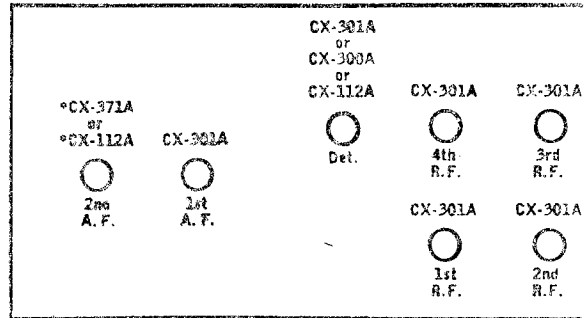 CX-301A
or
CX-300A
or
CX-112A
Det.
CX-301A
4th
R.F.
CX-301A
3rd
R.F.
*CX-371A
or
*CX-112A
2nd
A. F.
CX-301A
1st
A. F.
CX-301A
1st
R.F.
CX-301A
2nd
R.F.